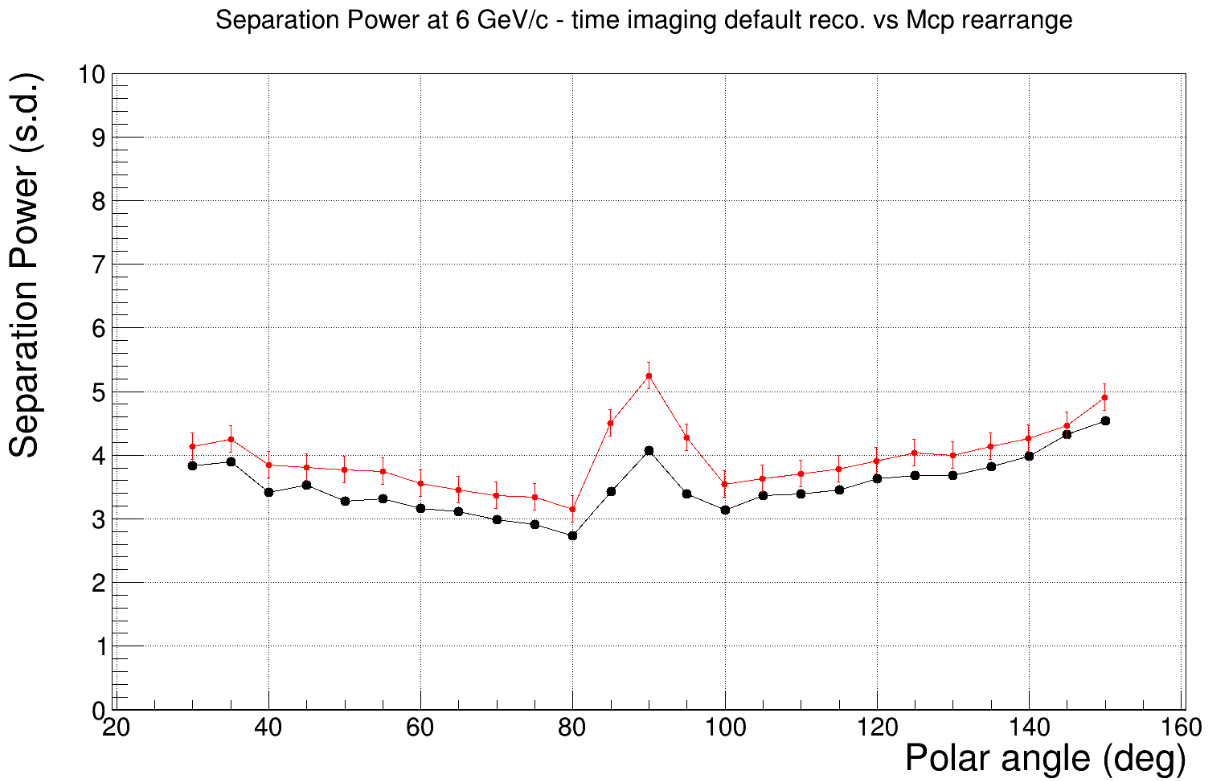 Separation Power at 6 GeV/c - time imaging default reco. vs Mcp rearrange
Separation Power (s.d.)
10
9
8
7
6
5
4
3
2
1
0
20 40 60 80 100 120 140 160
Polar angle (deg)